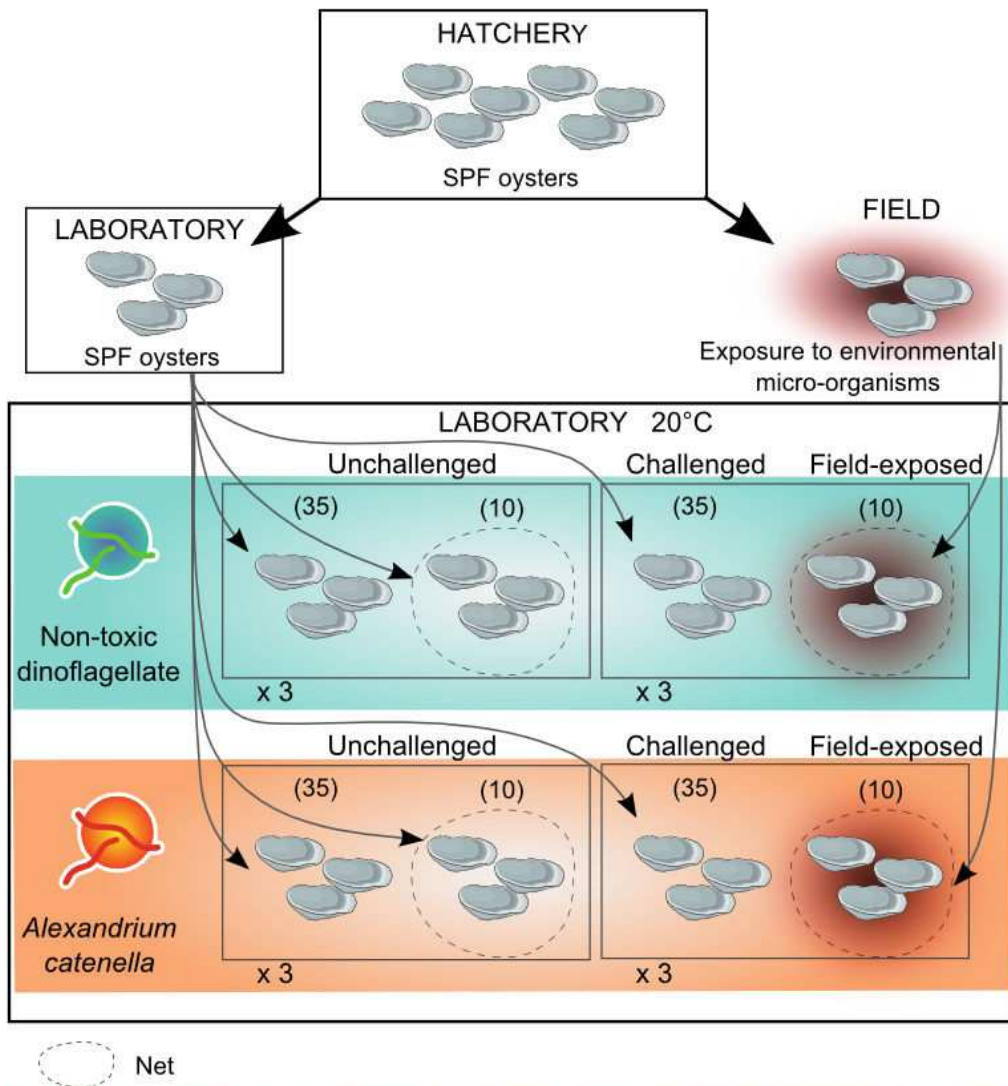 HATCHERY
SPF oysters
LABORATORY
SPF oysters
FIELD
Exposure to environmental
micro-organisms
LABORATORY 20°C
Unchallenged
Challenged
Field-exposed
(35)
(10)
(35)
(10)
Non-toxic
dinoflagellate
x 3
x 3
Unchallenged
Challenged
Field-exposed
(35)
(10)
(35)
(10)
Alexandrium
catenella
x 3
x 3
Net